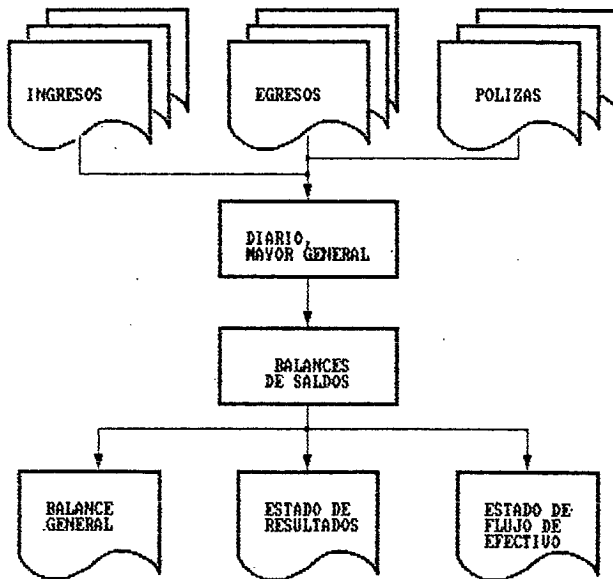 INGRESOS
EGRESOS
POLIZAS
DIARIO,
MAYOR GENERAL
BALANCES
DE SALDOS
BALANCE
GENERAL
ESTADO DE
RESULTADOS
ESTADO DE
FLUJO DE
EFECTIVO